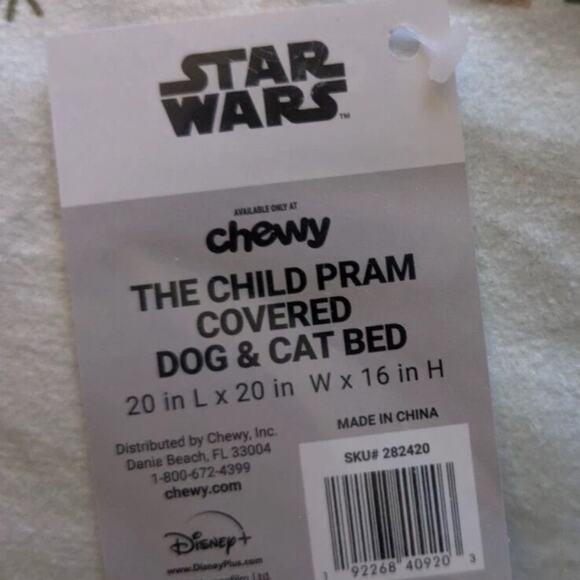 STAR
WARS™
AVAILABLE ONLY AT
chewy
THE CHILD PRAM
COVERED
DOG & CAT BED
20 in L x 20 in W x 16 in H
MADE IN CHINA
Distributed by Chewy, Inc.
Danie Beach, FL 33004
1-800-672-4399
chewy.com
SKU# 282420
Disney+
www.DisneyPlus.com
Ltd
1 92268 40920 3